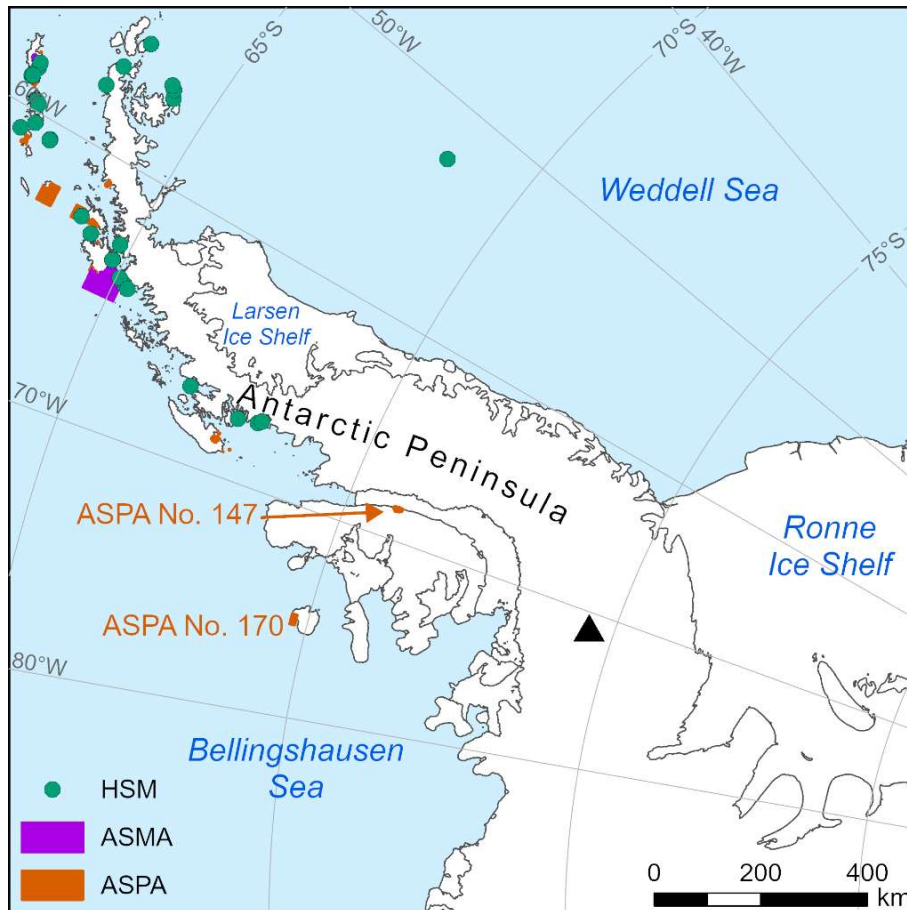 50°W
70°S
40°W
65°S
60°W
Weddell Sea
75°S
Larsen
Ice Shelf
70°W
Antarctic Peninsula
ASPA No. 147
Ronne
Ice Shelf
ASPA No. 170
80°W
Bellingshausen
Sea
HSM
ASMA
ASPA
0 200 400
km